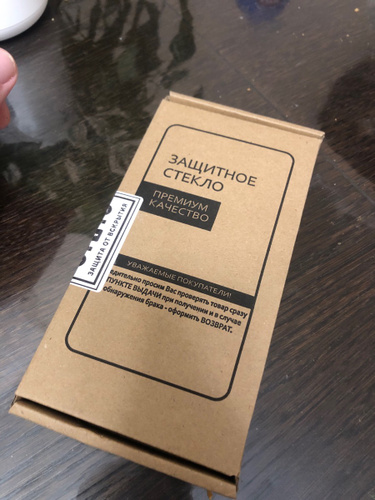 ЗАЩИТНОЕ
СТЕКЛО
ПРЕМИУМ
КАЧЕСТВО
ЗАЩИТА ОТ ВСКРЫТИЯ
УВАЖАЕМЫЕ ПОКУПАТЕЛИ!
просим Вас проверять товар сразу
ПУНКТЕ ВЫДАЧИ при получении и в случае
обнаружения брака - оформить ВОЗВРАТ.